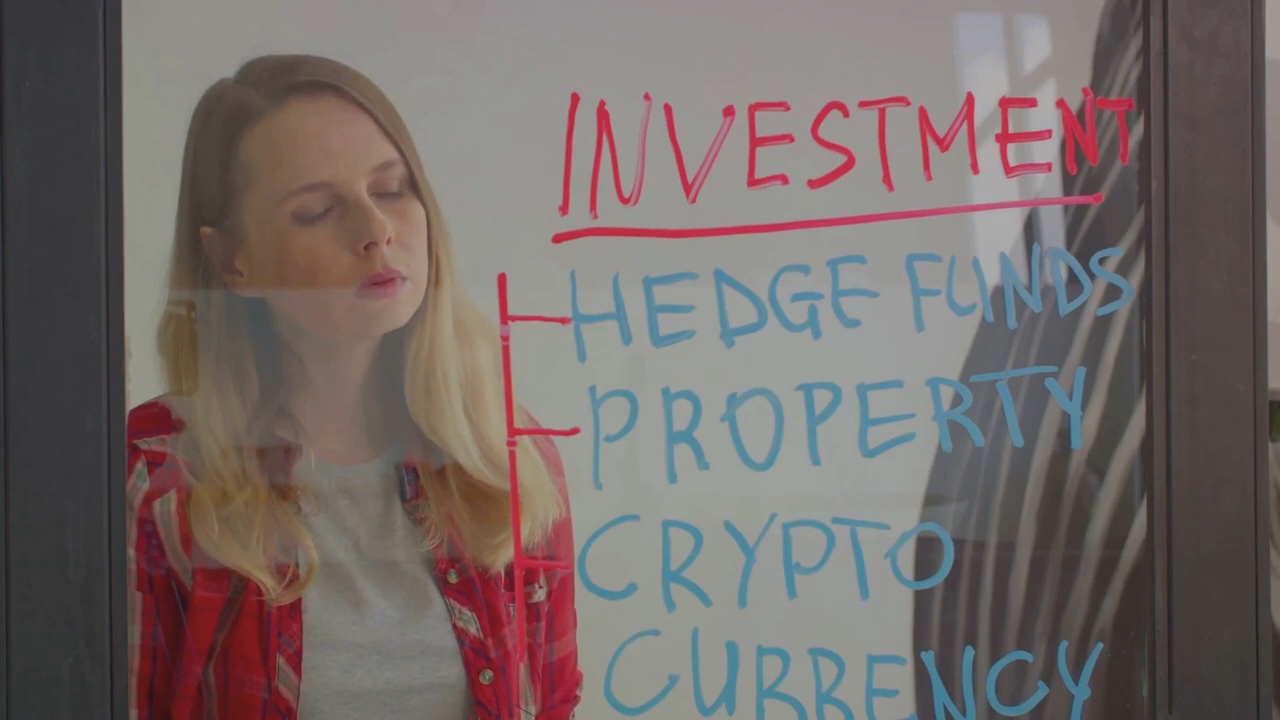 INVESTMENT
HEDGE FUNDS
PROPERTY
CRYPTO
CURRENCY